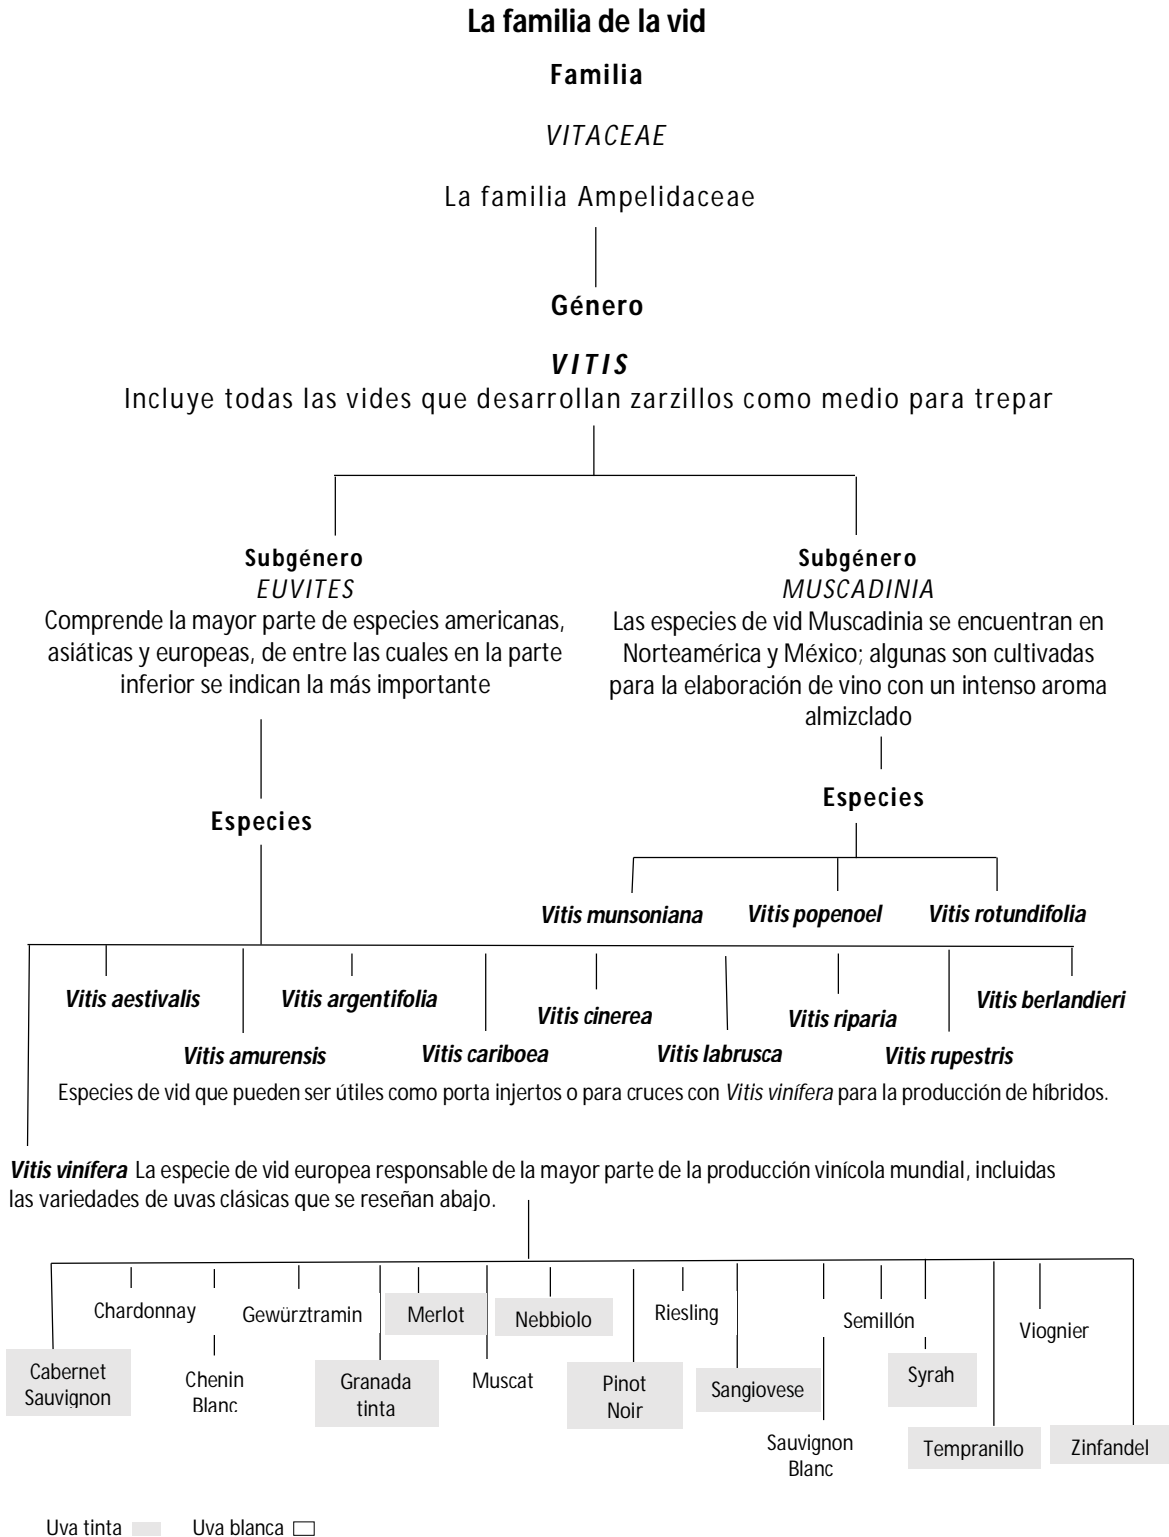 La familia de la vid
Familia
VITACEAE
La familia Ampelidaceae
Género
VITIS
Incluye todas las vides que desarrollan zarzillos como medio para trepar
Subgénero
EUVITES
Comprende la mayor parte de especies americanas,
asiáticas y europeas, de entre las cuales en la parte
inferior se indican la más importante
Subgénero
MUSCADINIA
Las especies de vid Muscadinia se encuentran en
Norteamérica y México; algunas son cultivadas
para la elaboración de vino con un intenso aroma
almizclado
Especies
Especies
Vitis munsoniana
Vitis popenoel
Vitis rotundifolia
Vitis aestivalis
Vitis amurensis
Vitis argentifolia
Vitis cariboea
Vitis cinerea
Vitis labrusca
Vitis riparia
Vitis rupestris
Vitis berlandieri
Especies de vid que pueden ser útiles como porta injertos o para cruces con Vitis vinífera para la producción de híbridos.
Vitis vinífera La especie de vid europea responsable de la mayor parte de la producción vinícola mundial, incluidas
las variedades de uvas clásicas que se reseñan abajo.
Cabernet
Sauvignon
Chardonnay
Chenin
Blanc
Gewürztramin
Granada
tinta
Merlot
Muscat
Nebbiolo
Pinot
Noir
Riesling
Sangiovese
Sauvignon
Blanc
Semillón
Syrah
Tempranillo
Viognier
Zinfandel
Uva tinta
Uva blanca